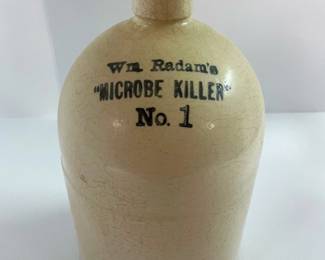 Wm Radam's
"MICROBE KILLER"
No. 1